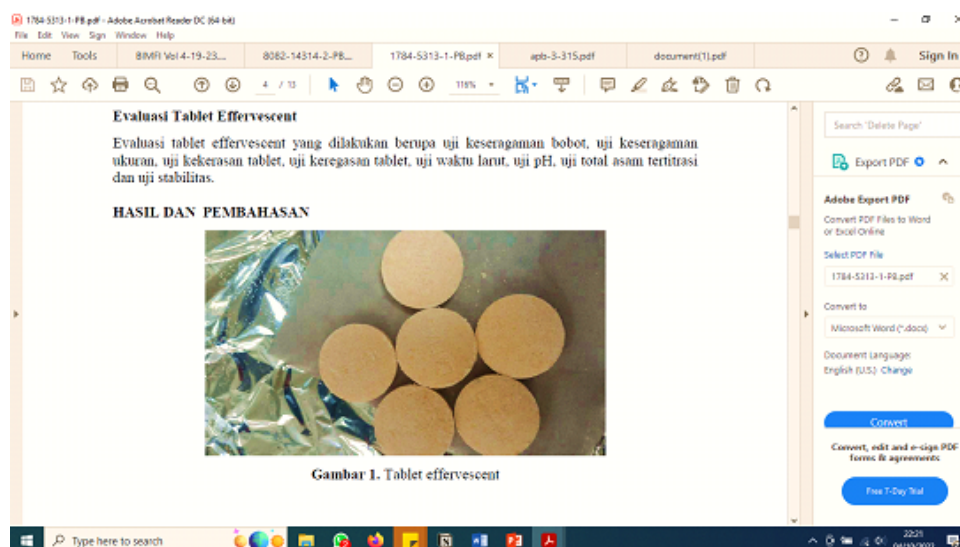 1784-5313-1-PB.pdf - Adobe Acrobat Reader DC (64-bit)
File Edit View Sign Window Help
Home Tools BIMFI Vol 4-19-23.... 8082-14314-2-PB.... 1784-5313-1-PB.pdf × apb-3-315.pdf document(1).pdf Sign In
4 / 13 118%
Evaluasi Tablet Effervescent
Evaluasi tablet effervescent yang dilakukan berupa uji keseragaman bobot, uji keseragaman
ukuran, uji kekerasan tablet, uji keregasan tablet, uji waktu larut, uji pH, uji total asam tertitrasi
dan uji stabilitas.
HASIL DAN PEMBAHASAN
Gambar 1. Tablet effervescent
Search 'Delete Page'
Export PDF
Adobe Export PDF
Convert PDF Files to Word
or Excel Online
Select PDF File
1784-5313-1-PB.pdf
Convert to
Microsoft Word (*.docx)
Document Language:
English (U.S.) Change
Convert
Convert, edit and e-sign PDF
forms & agreements
Free 7-Day Trial
Type here to search
22:21